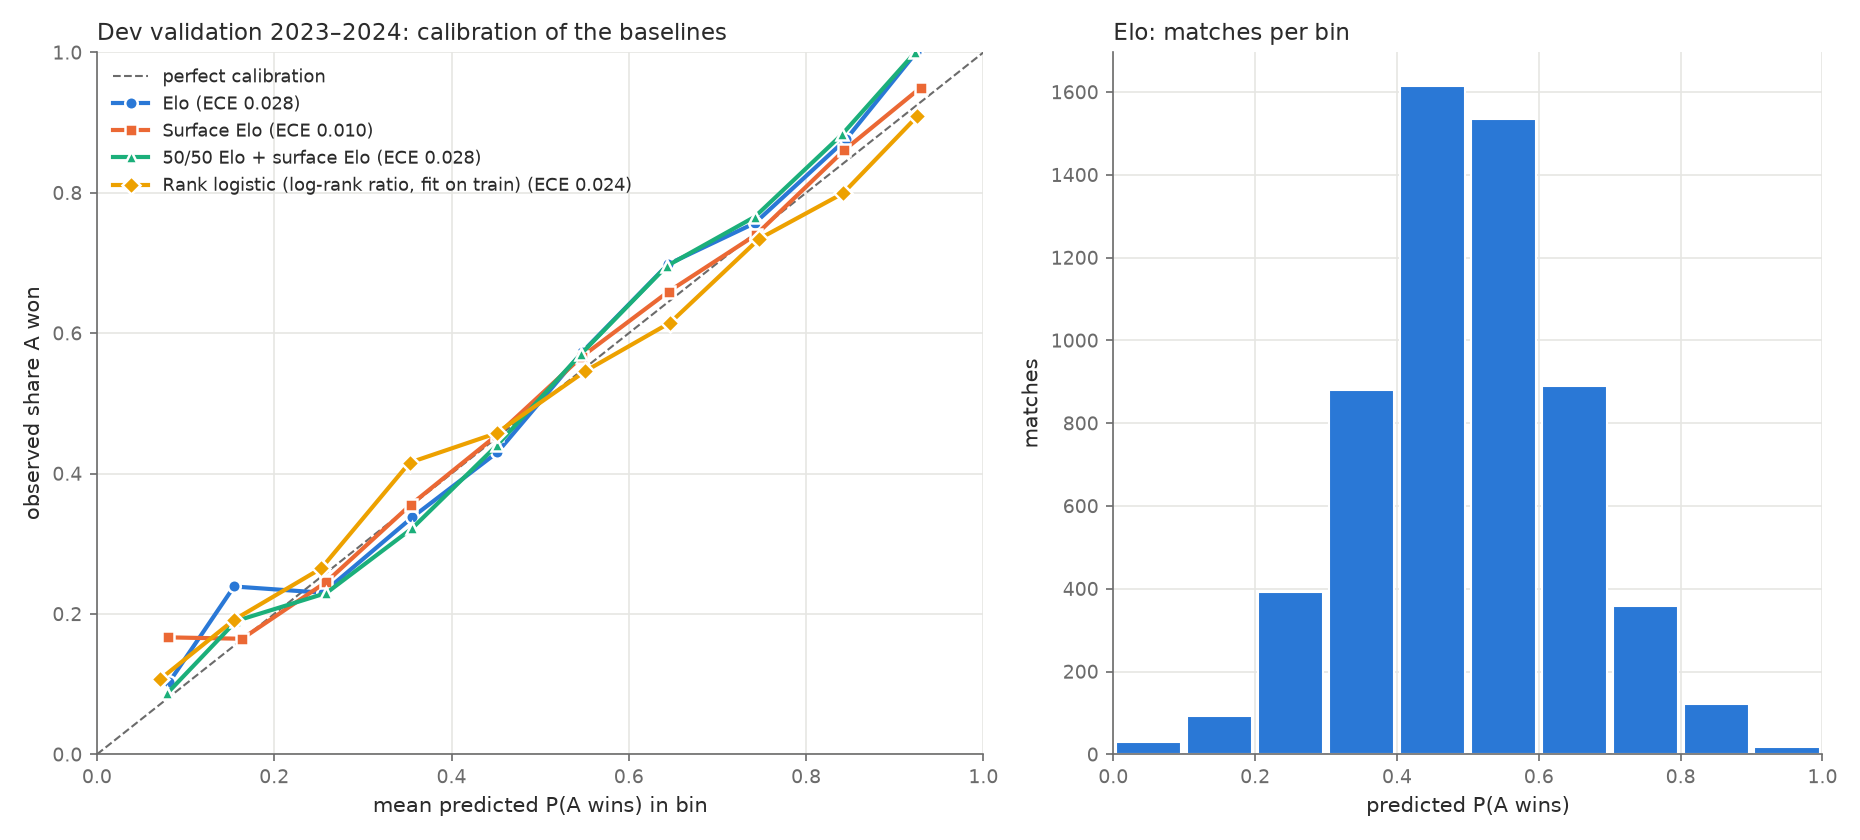 Dev validation 2023–2024: calibration of the baselines
1.0
0.8
0.6
0.4
0.2
0.0
observed share A won
perfect calibration
Elo (ECE 0.028)
Surface Elo (ECE 0.010)
50/50 Elo + surface Elo (ECE 0.028)
Rank logistic (log-rank ratio, fit on train) (ECE 0.024)
0.0 0.2 0.4 0.6 0.8 1.0
mean predicted P(A wins) in bin
Elo: matches per bin
1600
1400
1200
1000
800
600
400
200
0
matches
0.0 0.2 0.4 0.6 0.8 1.0
predicted P(A wins)